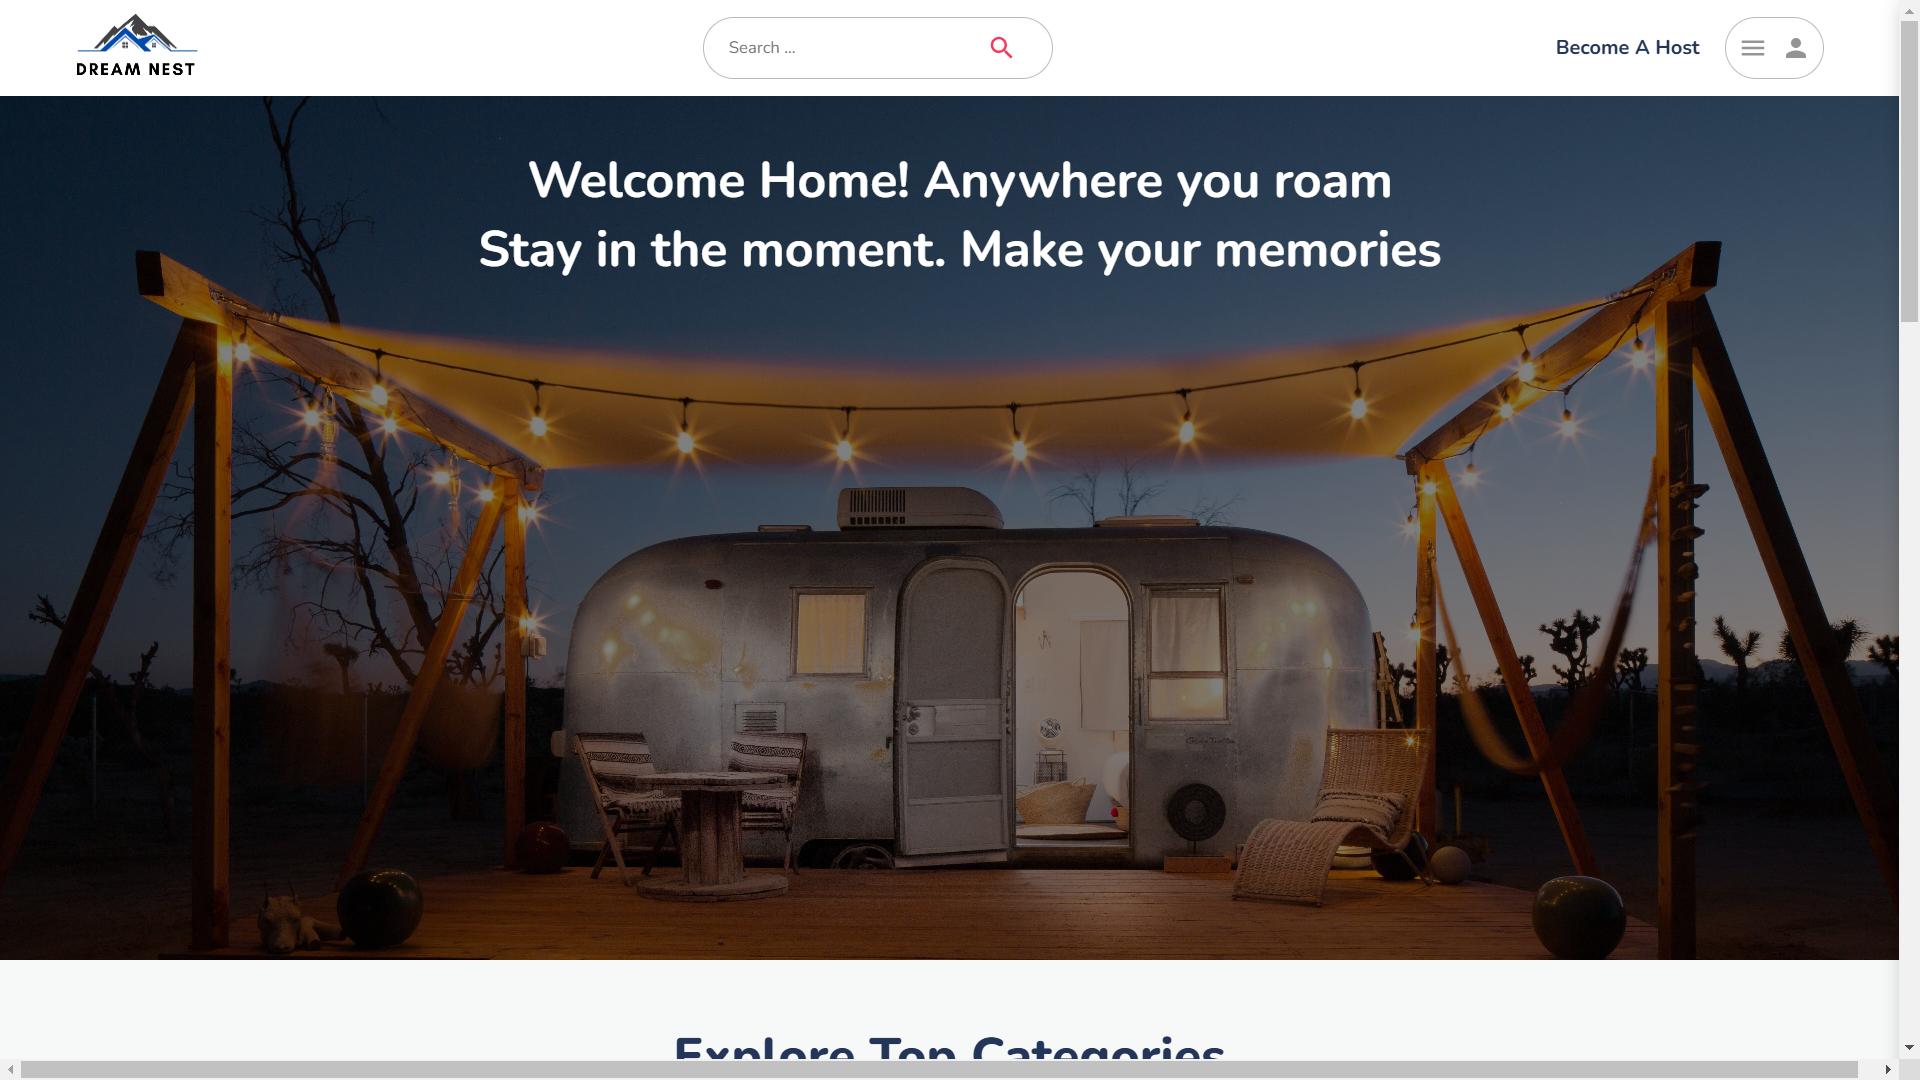 DREAM NEST
Search ...
Become A Host
Welcome Home! Anywhere you roam
Stay in the moment. Make your memories
Explore Top Categories